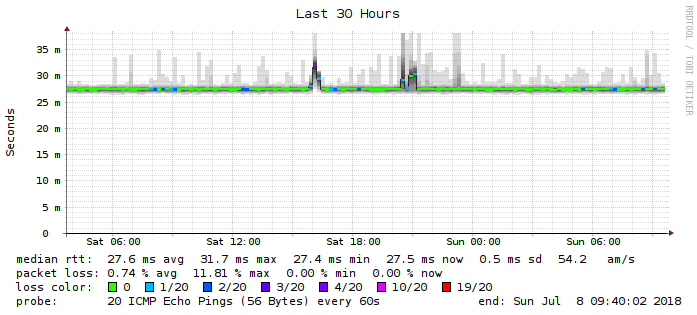 Last 30 Hours
RRDTOOL / TOBI OETIKER
Seconds
35 m
30 m
25 m
20 m
15 m
10 m
5 m
0
Sat 06:00 Sat 12:00 Sat 18:00 Sun 00:00 Sun 06:00
median rtt: 27.6 ms avg 31.7 ms max 27.4 ms min 27.5 ms now 0.5 ms sd 54.2 am/s
packet loss: 0.74 % avg 11.81 % max 0.00 % min 0.00 % now
loss color: 0 1/20 2/20 3/20 4/20 10/20 19/20
probe: 20 ICMP Echo Pings (56 Bytes) every 60s end: Sun Jul 8 09:40:02 2018